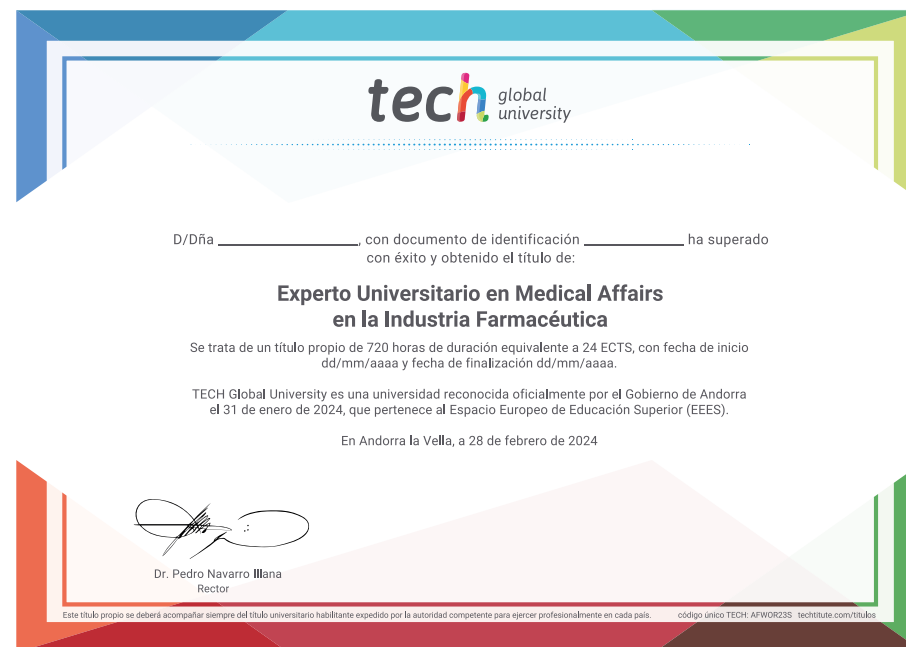 tech global university
D/Dña ____________, con documento de identificación ____________ ha superado
con éxito y obtenido el título de:
Experto Universitario en Medical Affairs
en la Industria Farmacéutica
Se trata de un título propio de 720 horas de duración equivalente a 24 ECTS, con fecha de inicio
dd/mm/aaaa y fecha de finalización dd/mm/aaaa.
TECH Global University es una universidad reconocida oficialmente por el Gobierno de Andorra
el 31 de enero de 2024, que pertenece al Espacio Europeo de Educación Superior (EEES).
En Andorra la Vella, a 28 de febrero de 2024
Dr. Pedro Navarro Illana
Rector
Este título propio se deberá acompañar siempre del título universitario habilitante expedido por la autoridad competente para ejercer profesionalmente en cada país. código único TECH: AFWOR23S techtitute.com/titulos